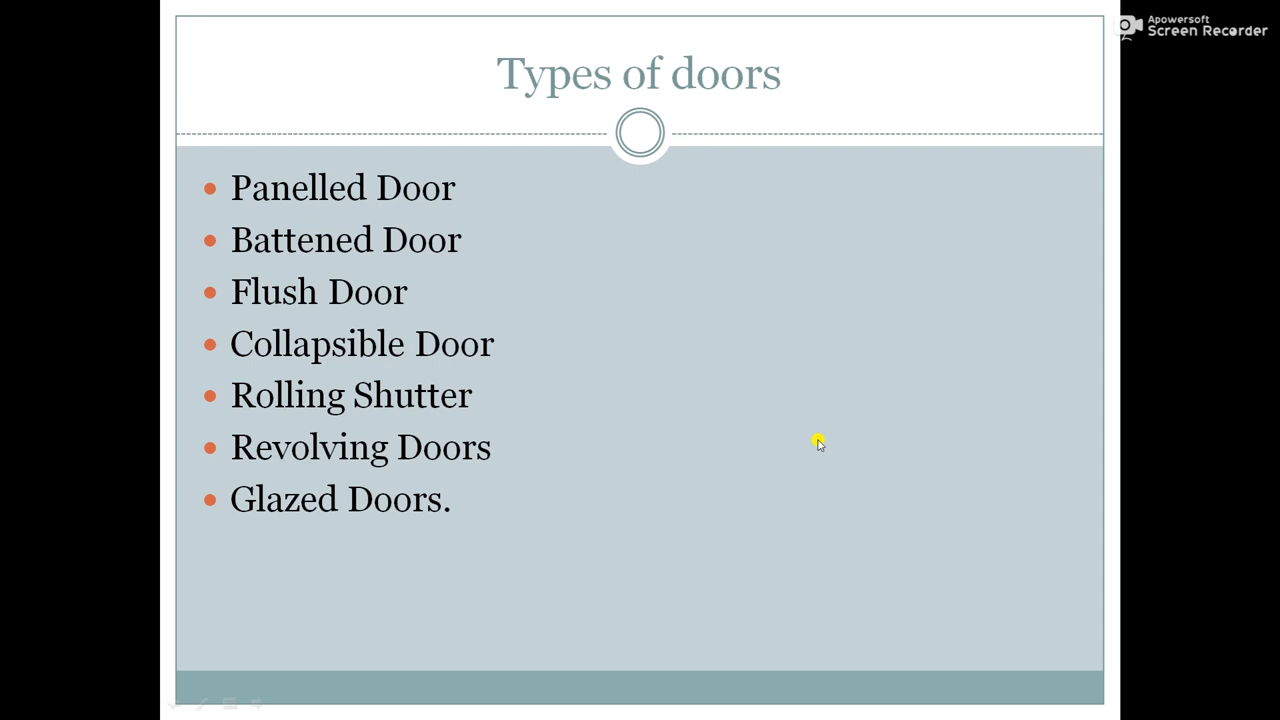 Apowersoft
Screen Recorder
Types of doors
Panelled Door
Battened Door
Flush Door
Collapsible Door
Rolling Shutter
Revolving Doors
Glazed Doors.